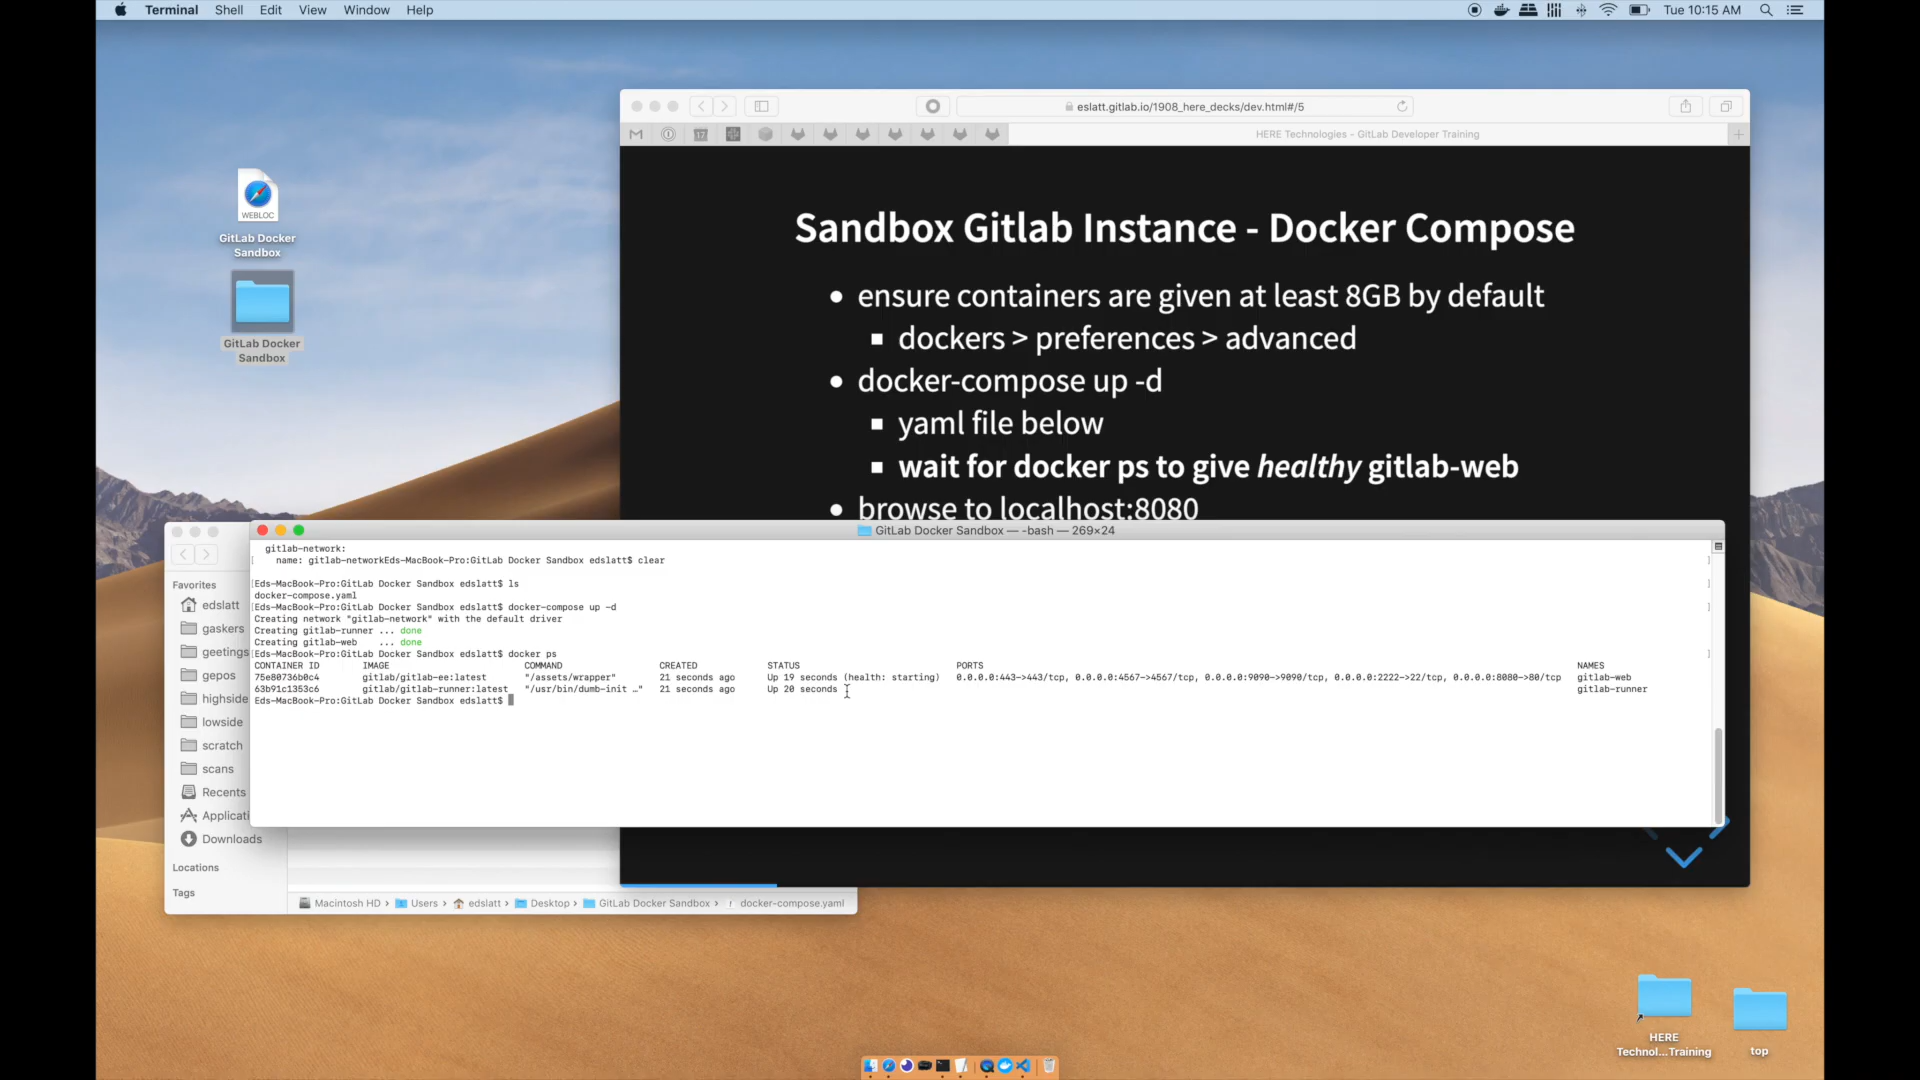 Terminal Shell Edit View Window Help
Tue 10:15 AM
eslatt.gitlab.io/1908_here_decks/dev.html#/5
17
HERE Technologies - GitLab Developer Training
WEBLOC
GitLab Docker
Sandbox
GitLab Docker
Sandbox
Sandbox Gitlab Instance - Docker Compose
ensure containers are given at least 8GB by default
dockers > preferences > advanced
docker-compose up -d
yaml file below
wait for docker ps to give healthy gitlab-web
browse to localhost:8080
GitLab Docker Sandbox — -bash — 269×24
gitlab-network:
name: gitlab-networkEds-MacBook-Pro:GitLab Docker Sandbox edslatt$ clear
[Eds-MacBook-Pro:GitLab Docker Sandbox edslatt$ ls
docker-compose.yaml
[Eds-MacBook-Pro:GitLab Docker Sandbox edslatt$ docker-compose up -d
Creating network "gitlab-network" with the default driver
Creating gitlab-runner ... done
Creating gitlab-web ... done
[Eds-MacBook-Pro:GitLab Docker Sandbox edslatt$ docker ps
CONTAINER ID IMAGE COMMAND CREATED STATUS PORTS NAMES
75e80736b0c4 gitlab/gitlab-ee:latest "/assets/wrapper" 21 seconds ago Up 19 seconds (health: starting) 0.0.0.0:443->443/tcp, 0.0.0.0:4567->4567/tcp, 0.0.0.0:9090->9090/tcp, 0.0.0.0:2222->22/tcp, 0.0.0.0:8080->80/tcp gitlab-web
63b91c1353c6 gitlab/gitlab-runner:latest "/usr/bin/dumb-init …" 21 seconds ago Up 20 seconds gitlab-runner
Eds-MacBook-Pro:GitLab Docker Sandbox edslatt$
Favorites
edslatt
gaskers
geetings
gepos
highside
lowside
scratch
scans
Recents
Applicati
Downloads
Locations
Tags
Macintosh HD › Users › edslatt › Desktop › GitLab Docker Sandbox › docker-compose.yaml
HERE
Technol...Training
top